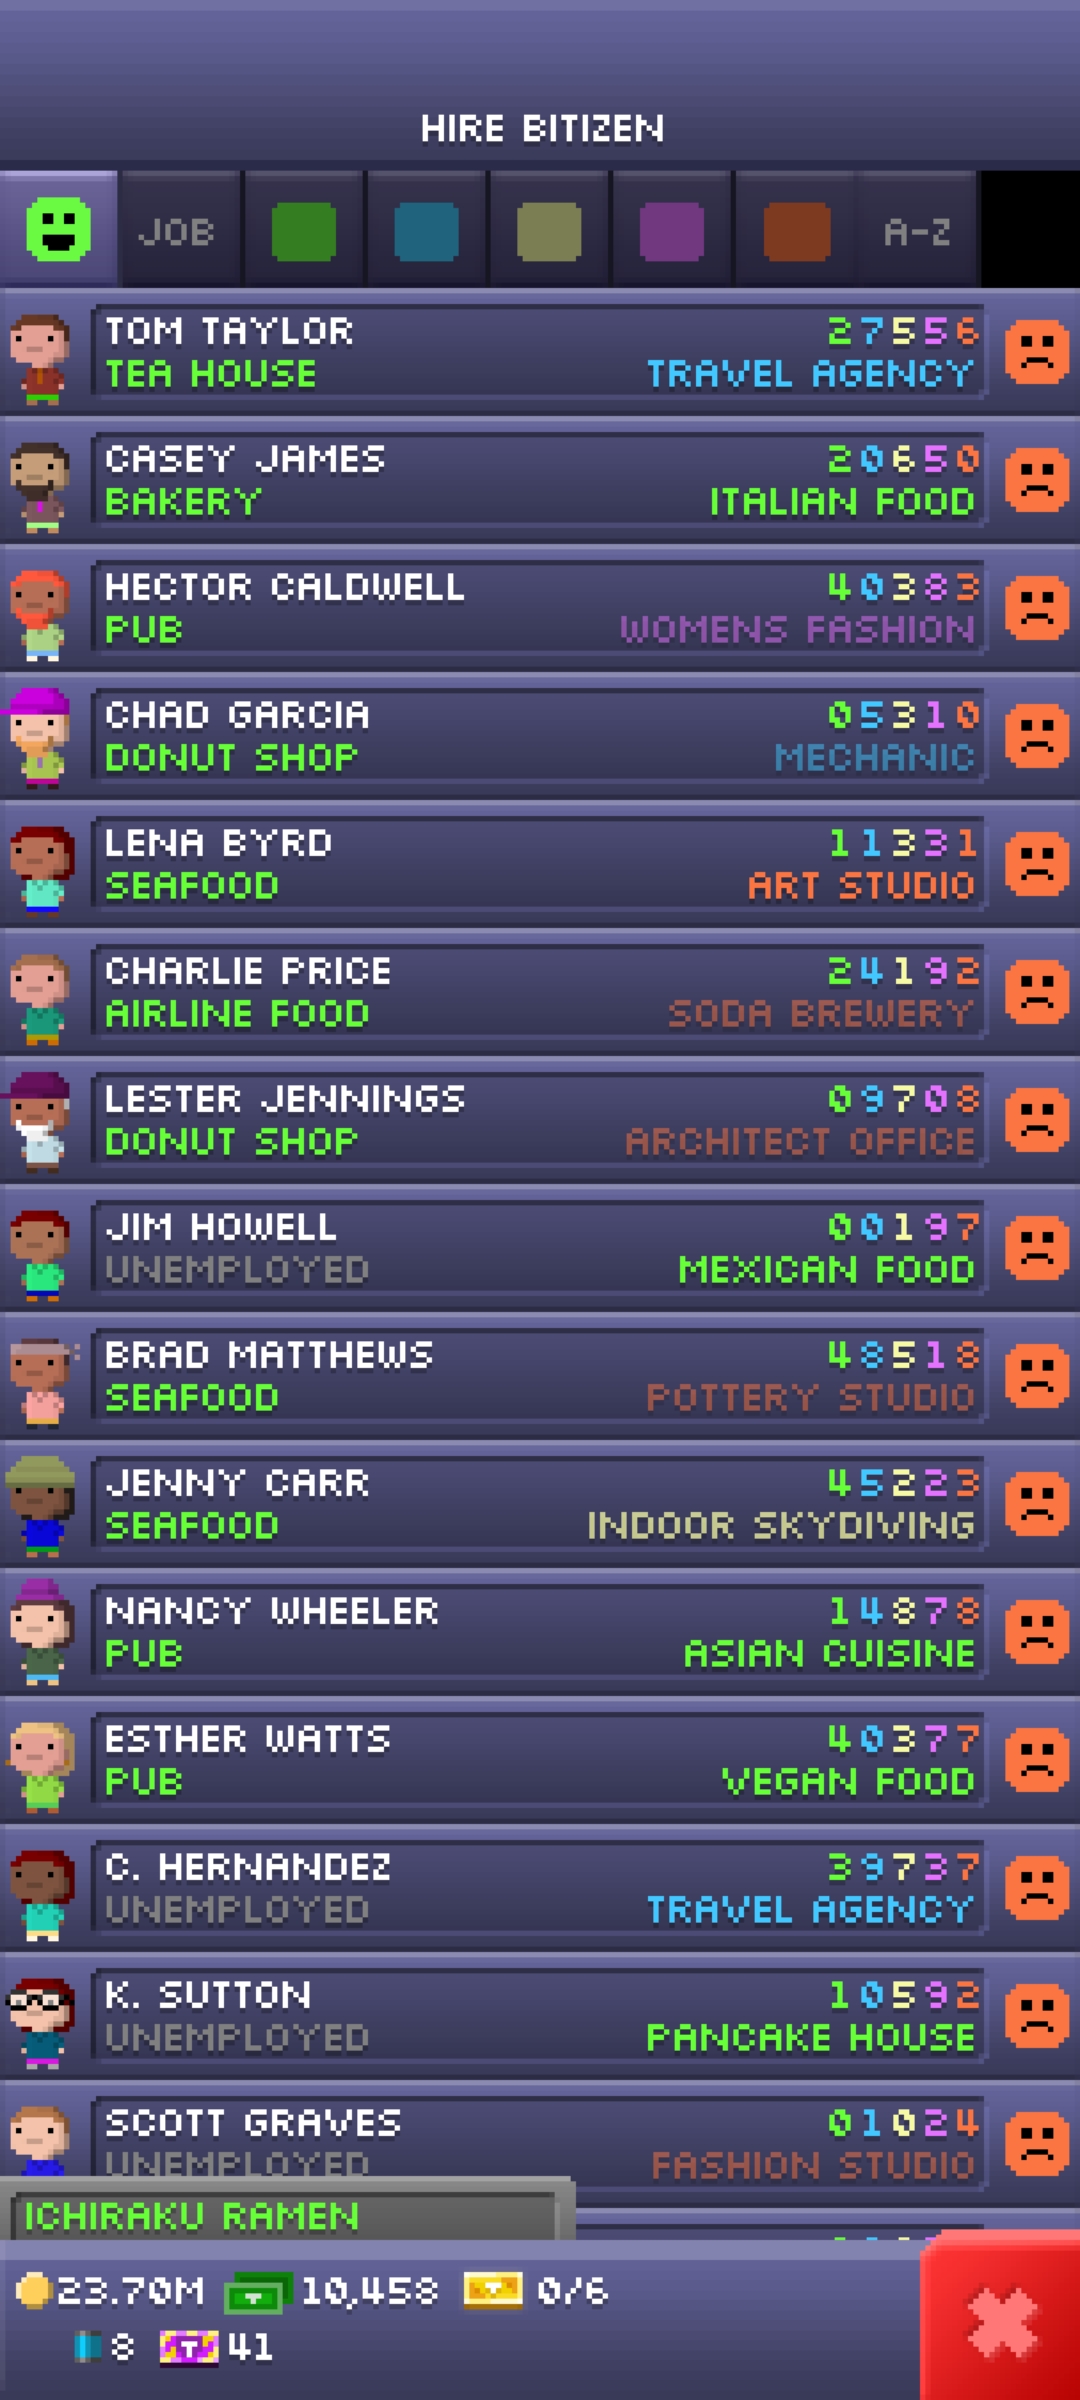 HIRE BITIZEN
JOB A-Z
TOM TAYLOR 27556
TEA HOUSE TRAVEL AGENCY
CASEY JAMES 20650
BAKERY ITALIAN FOOD
HECTOR CALDWELL 40383
PUB WOMENS FASHION
CHAD GARCIA 05310
DONUT SHOP MECHANIC
LENA BYRD 11331
SEAFOOD ART STUDIO
CHARLIE PRICE 24192
AIRLINE FOOD SODA BREWERY
LESTER JENNINGS 09708
DONUT SHOP ARCHITECT OFFICE
JIM HOWELL 00197
UNEMPLOYED MEXICAN FOOD
BRAD MATTHEWS 48518
SEAFOOD POTTERY STUDIO
JENNY CARR 45223
SEAFOOD INDOOR SKYDIVING
NANCY WHEELER 14878
PUB ASIAN CUISINE
ESTHER WATTS 40377
PUB VEGAN FOOD
C. HERNANDEZ 39737
UNEMPLOYED TRAVEL AGENCY
K. SUTTON 10592
UNEMPLOYED PANCAKE HOUSE
SCOTT GRAVES 01024
UNEMPLOYED FASHION STUDIO
ICHIRAKU RAMEN
23.70M 10,458 0/6
8 T 41